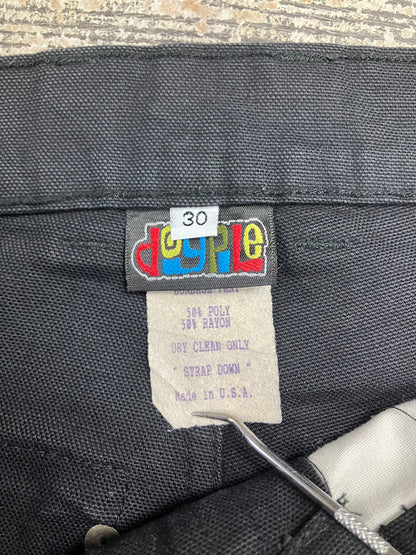 30
dogpile
50% POLY
50% RAYON
DRY CLEAN ONLY
" STRAP DOWN "
Made in U.S.A.